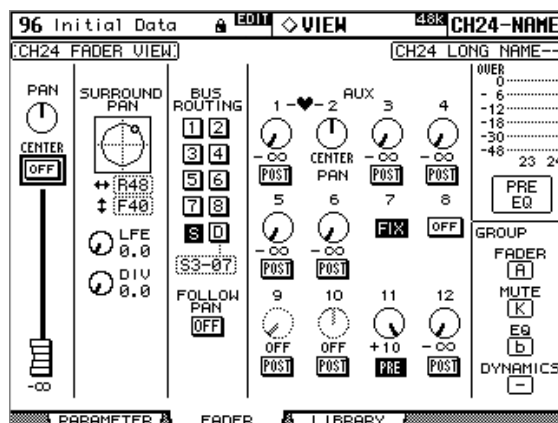 96 Initial Data EDIT ◇VIEW 48K CH24-NAME
CH24 FADER VIEW CH24 LONG NAME--
PAN
CENTER
OFF
-∞
SURROUND
PAN
↔ R48
↕ F40
LFE
0.0
DIV
0.0
BUS
ROUTING
1 2
3 4
5 6
7 8
S D
S3-07
FOLLOW
PAN
OFF
AUX
1 -♥- 2 3 4
-∞ CENTER -∞ -∞
POST PAN POST POST
5 6 7 8
FIX OFF
-∞ -∞
POST POST
9 10 11 12
OFF OFF +10 -∞
POST POST PRE POST
OVER
0
- 6
-12
-18
-30
-48
23 24
PRE
EQ
GROUP
FADER
A
MUTE
K
EQ
b
DYNAMICS
-
PARAMETER FADER LIBRARY